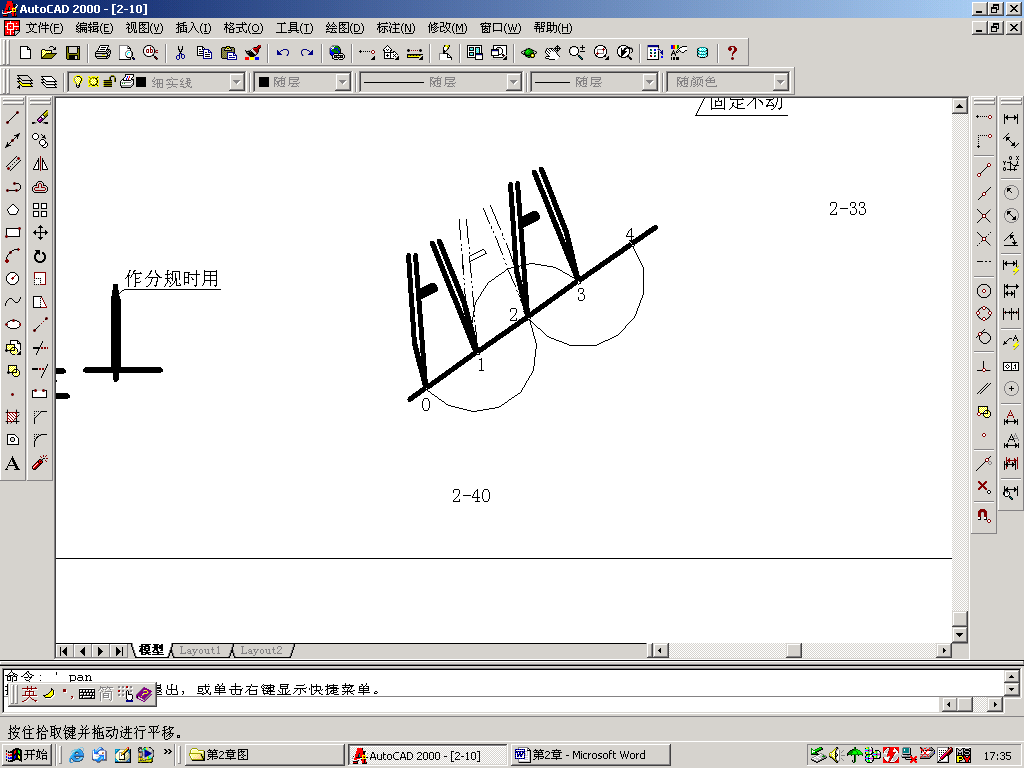 AutoCAD 2000 - [2-10]
文件(F) 编辑(E) 视图(V) 插入(I) 格式(O) 工具(T) 绘图(D) 标注(N) 修改(M) 窗口(W) 帮助(H)
细实线 随层 随层 随层 随颜色
固定不动
2-33
4
作分规时用
3
2
1
0
2-40
模型 Layout1 Layout2
命令: ' pan
英 简 出，或单击右键显示快捷菜单。
按住拾取键并拖动进行平移。
开始 第2章图 AutoCAD 2000 - [2-10] 第2章 - Microsoft Word 17:35